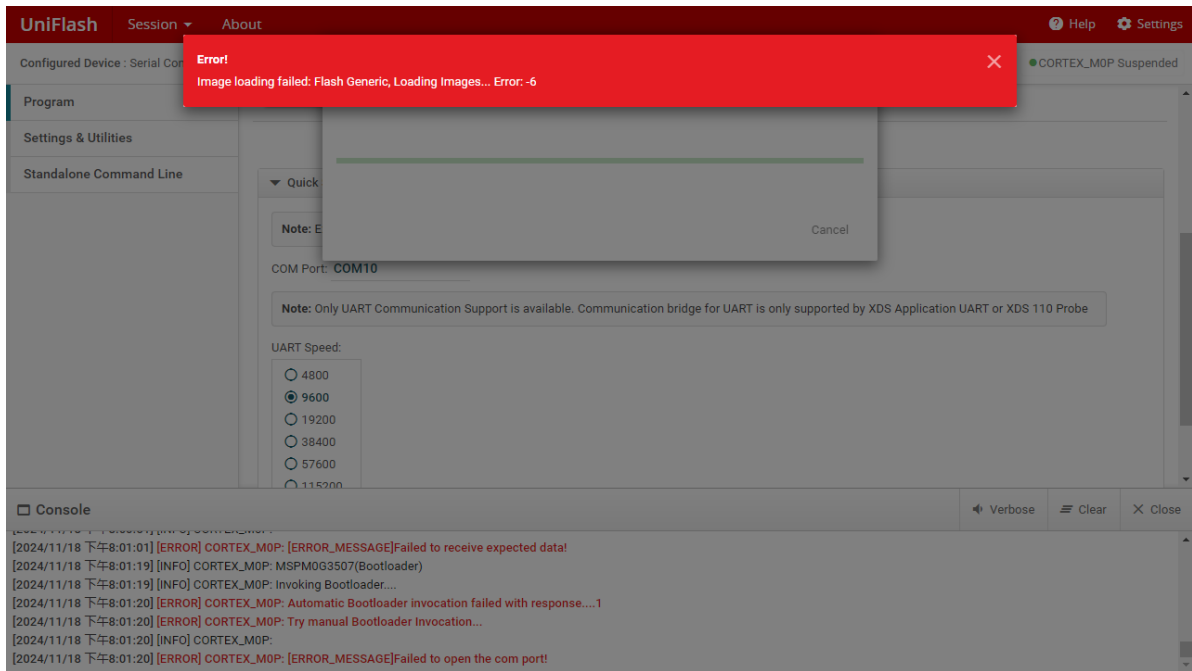 UniFlash Session About Help Settings
Configured Device : Serial Cor CORTEX_M0P Suspended
Error!
Image loading failed: Flash Generic, Loading Images... Error: -6
Program
Settings & Utilities
Standalone Command Line
Quick
Note: E
Cancel
COM Port: COM10
Note: Only UART Communication Support is available. Communication bridge for UART is only supported by XDS Application UART or XDS 110 Probe
UART Speed:
4800
9600
19200
38400
57600
115200
Console Verbose Clear Close
[2024/11/18 下午8:01:01] [ERROR] CORTEX_M0P: [ERROR_MESSAGE]Failed to receive expected data!
[2024/11/18 下午8:01:19] [INFO] CORTEX_M0P: MSPM0G3507(Bootloader)
[2024/11/18 下午8:01:19] [INFO] CORTEX_M0P: Invoking Bootloader....
[2024/11/18 下午8:01:20] [ERROR] CORTEX_M0P: Automatic Bootloader invocation failed with response....1
[2024/11/18 下午8:01:20] [ERROR] CORTEX_M0P: Try manual Bootloader Invocation...
[2024/11/18 下午8:01:20] [INFO] CORTEX_M0P:
[2024/11/18 下午8:01:20] [ERROR] CORTEX_M0P: [ERROR_MESSAGE]Failed to open the com port!